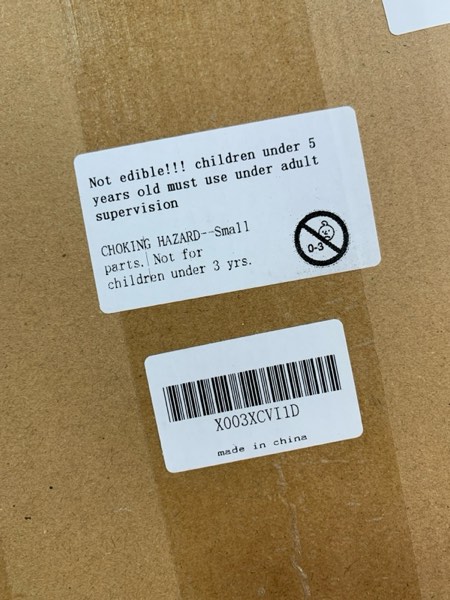 Not edible!!! children under 5
years old must use under adult
supervision
CHOKING HAZARD--Small
parts. Not for
children under 3 yrs.
0-3
X003XCVI1D
made in china